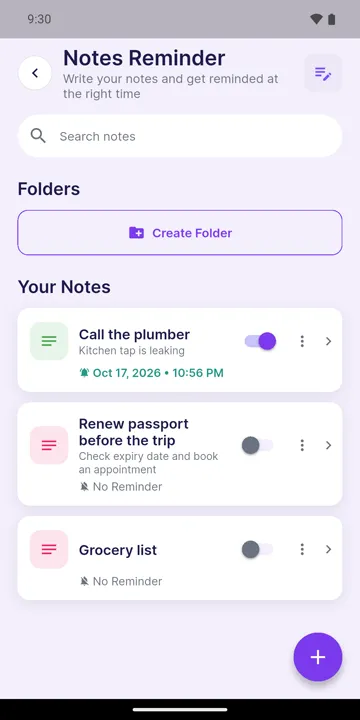 9:30
Notes Reminder
Write your notes and get reminded at
the right time
Search notes
Folders
Create Folder
Your Notes
Call the plumber
Kitchen tap is leaking
Oct 17, 2026 • 10:56 PM
Renew passport
before the trip
Check expiry date and book
an appointment
No Reminder
Grocery list
No Reminder